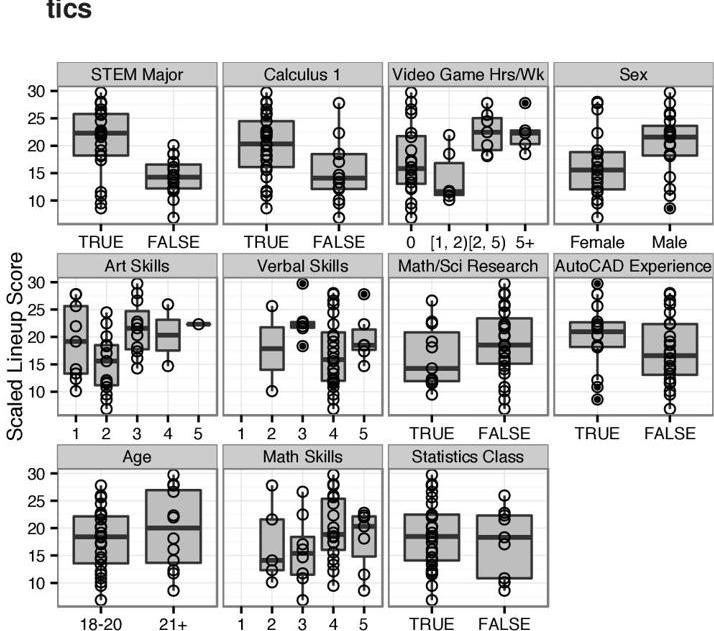 tics
STEM Major Calculus 1 Video Game Hrs/Wk Sex
30
25
20
15
10
TRUE FALSE TRUE FALSE 0 [1, 2)[2, 5) 5+ Female Male
Art Skills Verbal Skills Math/Sci Research AutoCAD Experience
Scaled Lineup Score
30
25
20
15
10
1 2 3 4 5 1 2 3 4 5 TRUE FALSE TRUE FALSE
Age Math Skills Statistics Class
30
25
20
15
10
18-20 21+ 1 2 3 4 5 TRUE FALSE